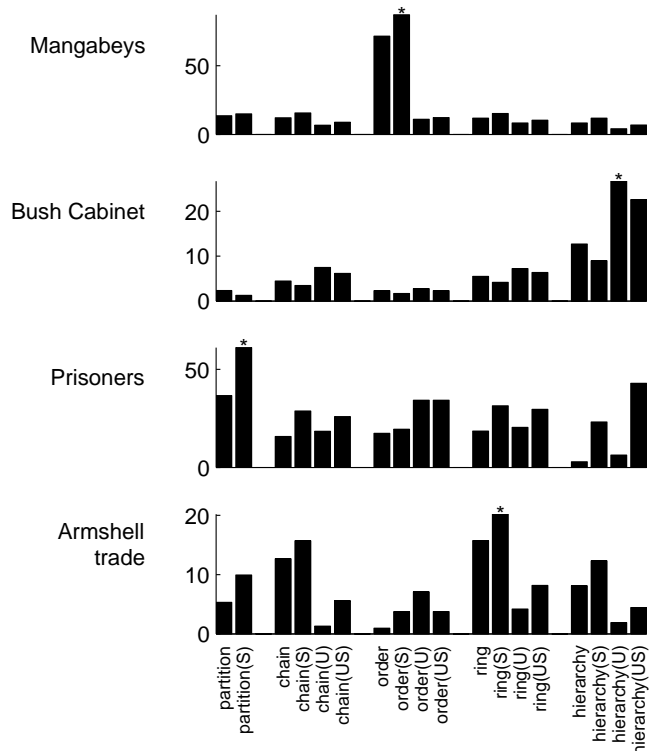 Mangabeys
*
50
0
Bush Cabinet
*
20
10
0
Prisoners
*
50
0
Armshell
trade
*
20
10
0
partition
partition(S)
chain
chain(S)
chain(U)
chain(US)
order
order(S)
order(U)
order(US)
ring
ring(S)
ring(U)
ring(US)
hierarchy
hierarchy(S)
hierarchy(U)
hierarchy(US)